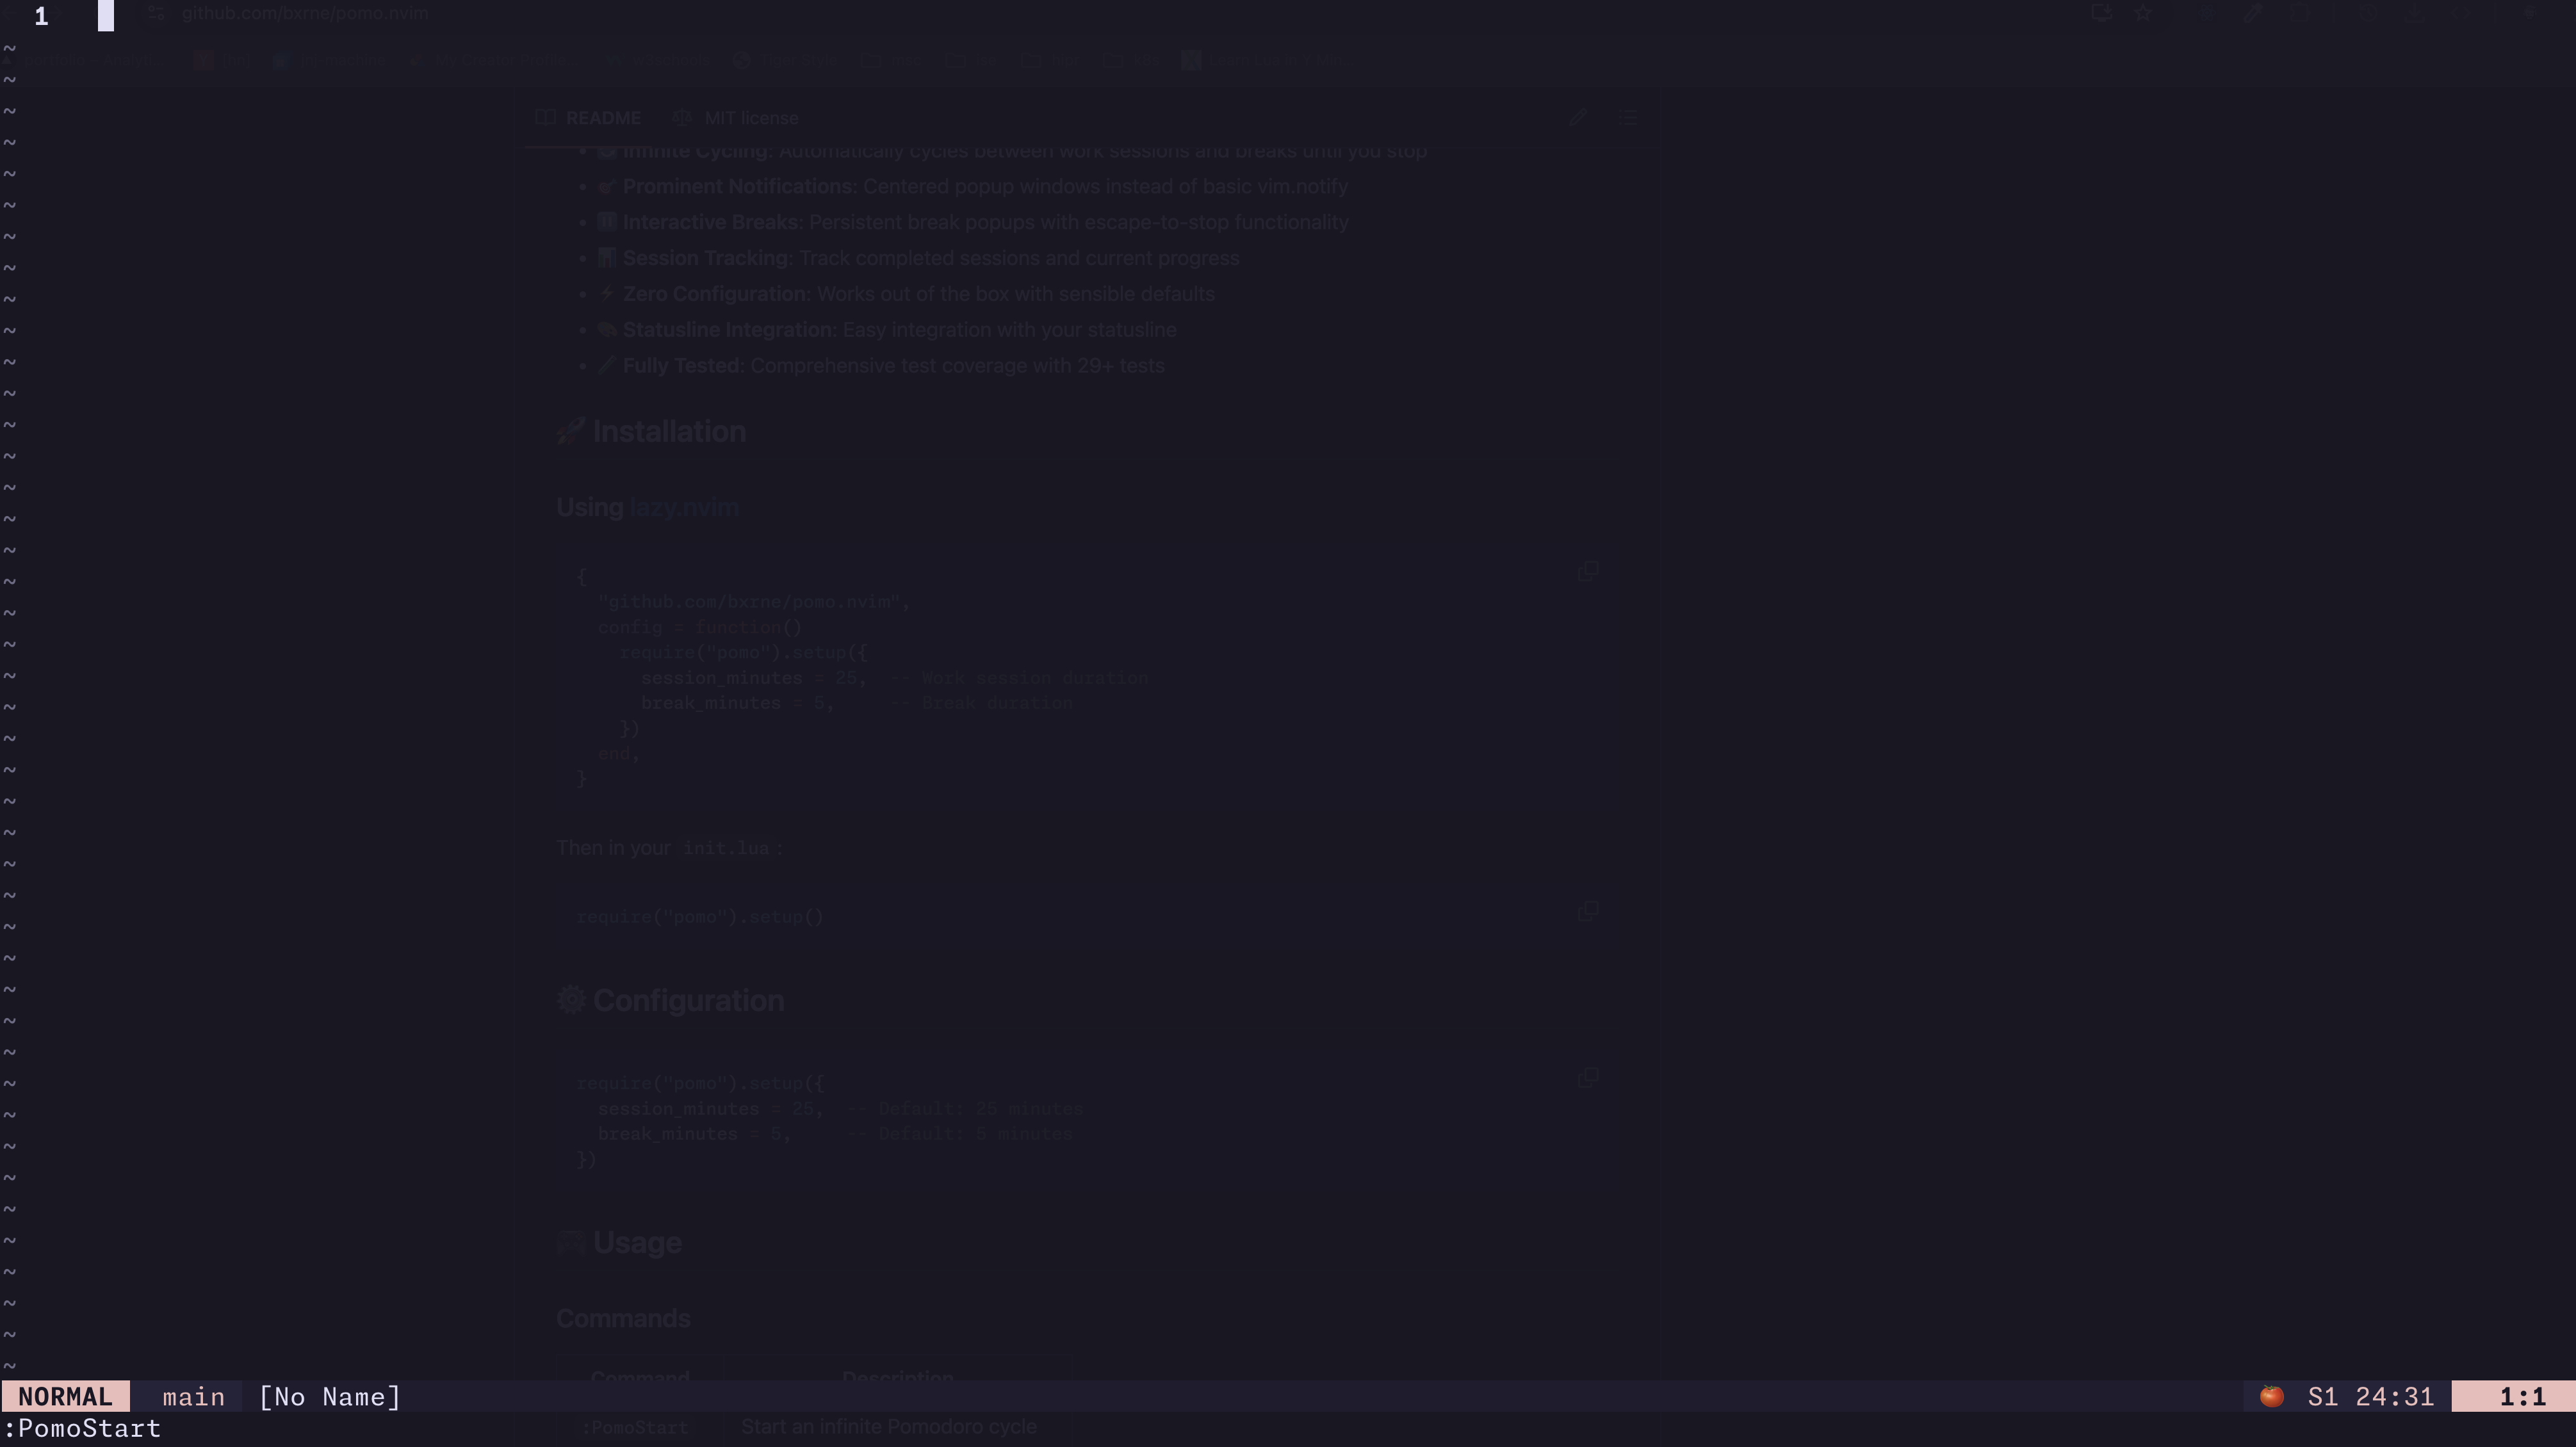 1
github.com/bxrne/pomo.nvim
~
~
~
README MIT license
~
Infinite Cycling: Automatically cycles between work sessions and breaks until you stop
~
Prominent Notifications: Centered popup windows instead of basic vim.notify
~
Interactive Breaks: Persistent break popups with escape-to-stop functionality
~
Session Tracking: Track completed sessions and current progress
~
Zero Configuration: Works out of the box with sensible defaults
~
Statusline Integration: Easy integration with your statusline
~
Fully Tested: Comprehensive test coverage with 29+ tests
~
~
Installation
~
~
Using lazy.nvim
~
~
{
~
"github.com/bxrne/pomo.nvim",
~
config = function()
~
require("pomo").setup({
~
session_minutes = 25, -- Work session duration
~
break_minutes = 5, -- Break duration
})
~
end,
~
}
~
~
Then in your init.lua:
~
~
require("pomo").setup()
~
~
~
Configuration
~
~
require("pomo").setup({
~
session_minutes = 25, -- Default: 25 minutes
~
break_minutes = 5, -- Default: 5 minutes
~
})
~
~
Usage
~
~
~
Commands
~
~
Command Description
NORMAL main [No Name] S1 24:31 1:1
:PomoStart
:PomoStart Start an infinite Pomodoro cycle